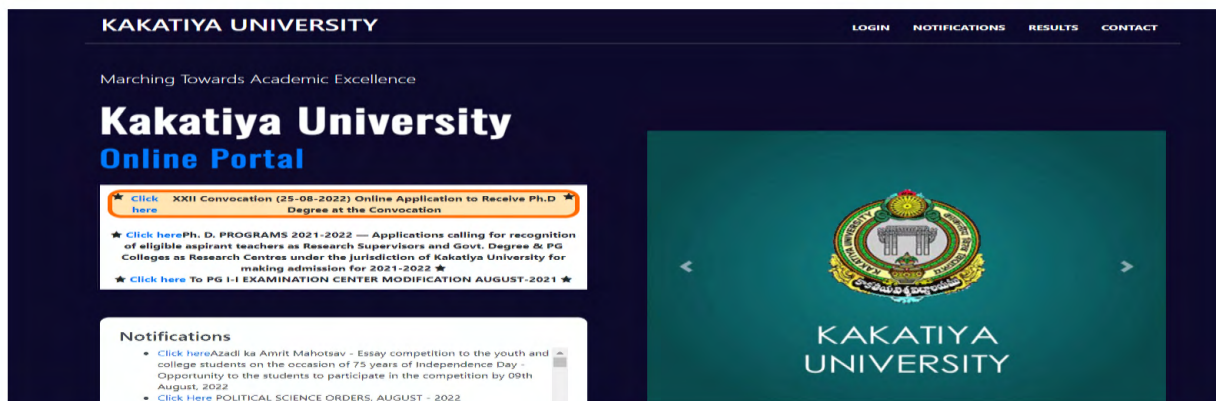 KAKATIYA UNIVERSITY
LOGIN NOTIFICATIONS RESULTS CONTACT
Marching Towards Academic Excellence
Kakatiya University
Online Portal
★ Click here XXII Convocation (25-08-2022) Online Application to Receive Ph.D ★
Degree at the Convocation
★ Click herePh. D. PROGRAMS 2021-2022 — Applications calling for recognition
of eligible aspirant teachers as Research Supervisors and Govt. Degree & PG
Colleges as Research Centres under the jurisdiction of Kakatiya University for
making admission for 2021-2022 ★
★ Click here To PG I-I EXAMINATION CENTER MODIFICATION AUGUST-2021 ★
Notifications
• Click hereAzadi ka Amrit Mahotsav - Essay competition to the youth and
college students on the occasion of 75 years of Independence Day -
Opportunity to the students to participate in the competition by 09th
August, 2022
• Click Here POLITICAL SCIENCE ORDERS, AUGUST - 2022
KAKATIYA
UNIVERSITY